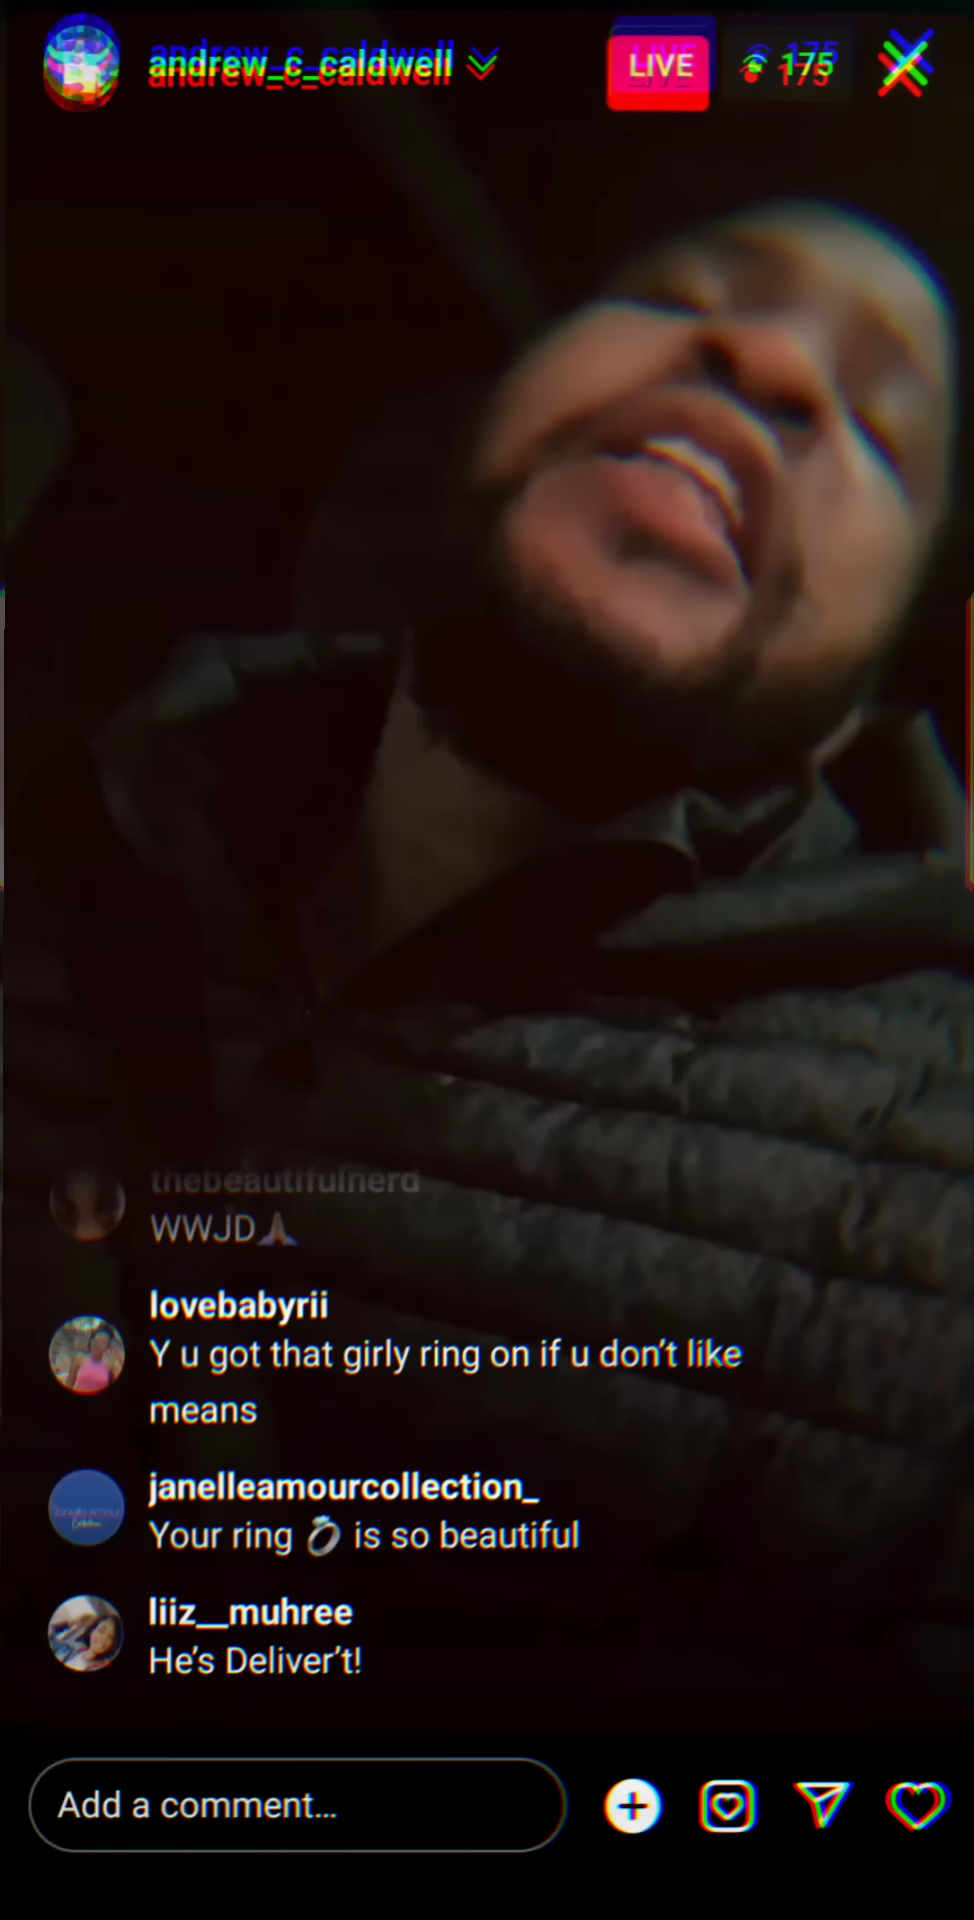 andrew_c_caldwell
LIVE
175
thebeautifulnerd
WWJD🙏
lovebabyrii
Y u got that girly ring on if u don't like
means
janelleamourcollection_
Your ring 💍 is so beautiful
liiz__muhree
He's Deliver't!
Add a comment...